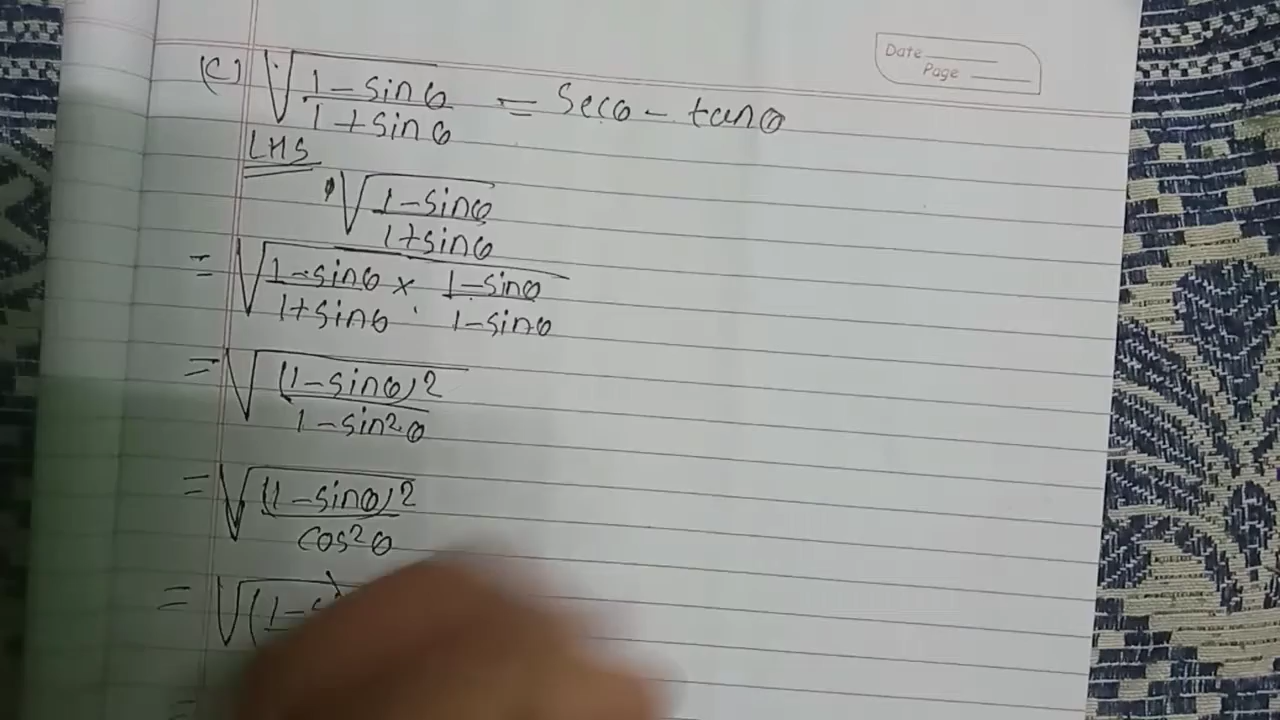 Date
Page
(C) √(1-sinθ / 1+sinθ) = Secθ - tanθ
LHS
√(1-sinθ / 1+sinθ)
= √(1-sinθ / 1+sinθ × 1-sinθ / 1-sinθ)
= √((1-sinθ)2 / 1-sin²θ)
= √((1-sinθ)2 / cos²θ)
= √(1-s
=